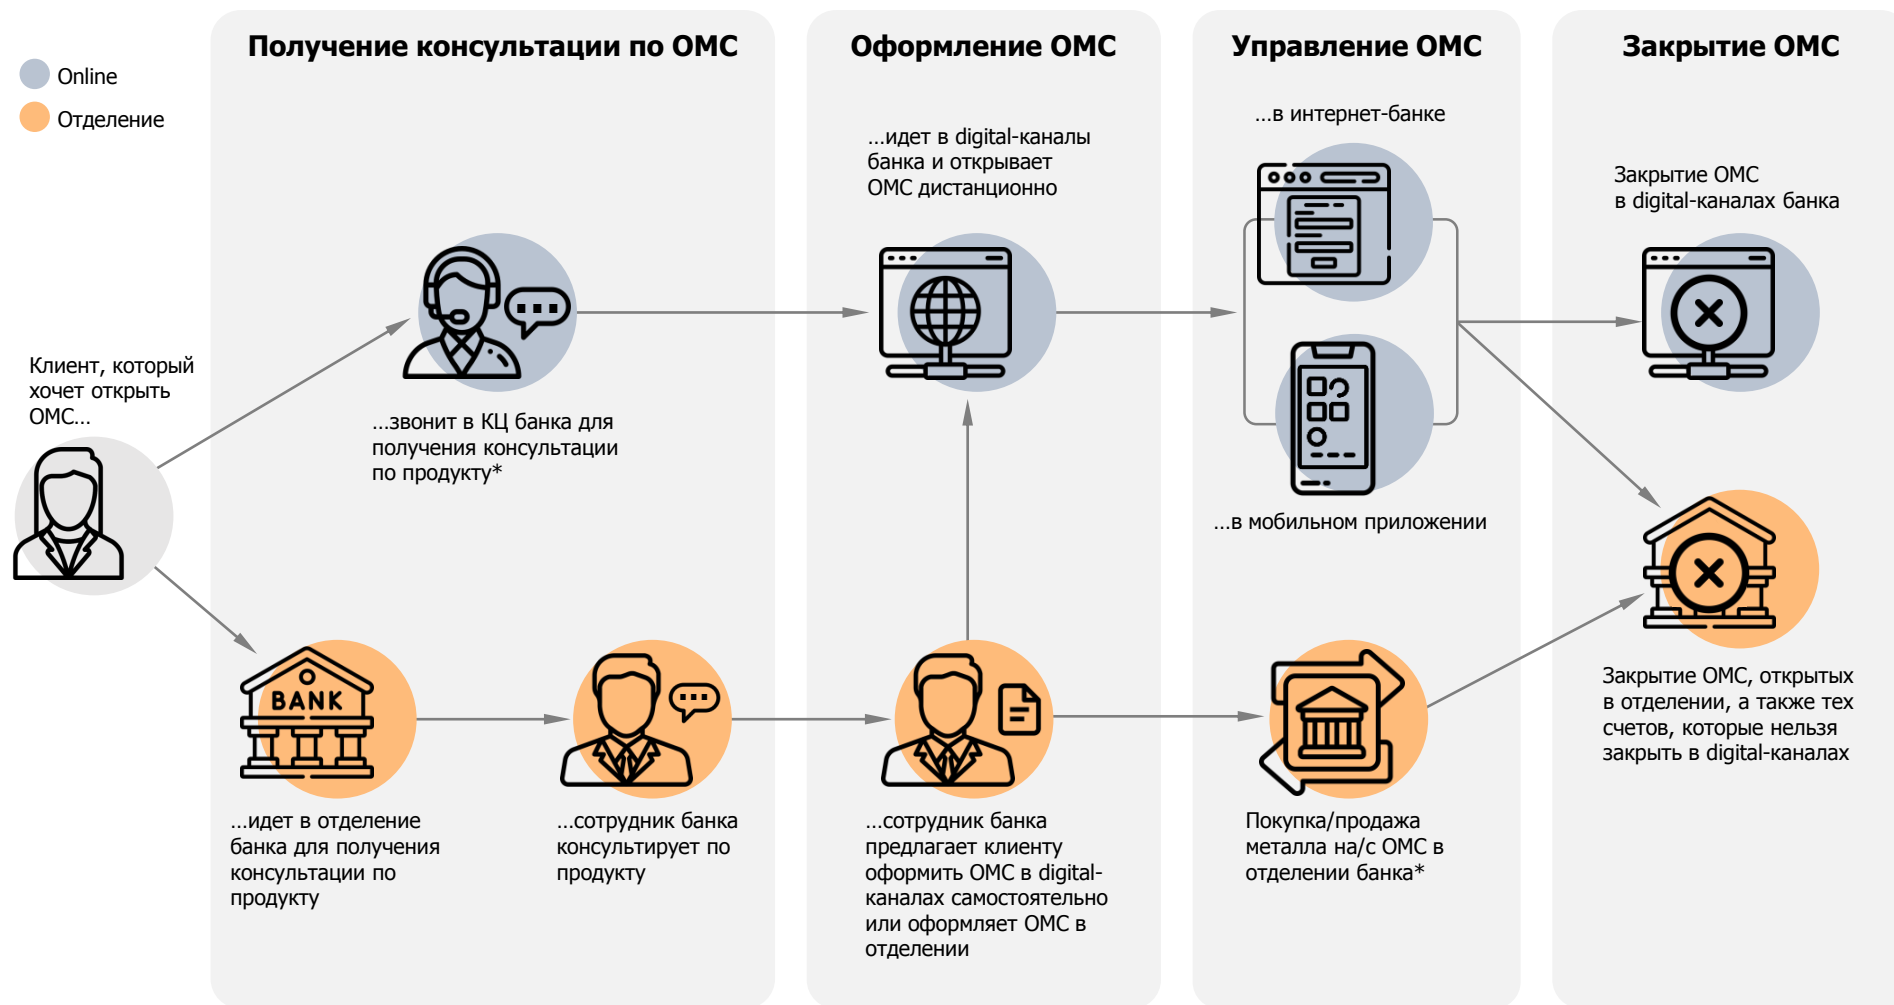 Online
Отделение
Получение консультации по ОМС
Оформление ОМС
Управление ОМС
Закрытие ОМС
Клиент, который
хочет открыть
ОМС...
...звонит в КЦ банка для
получения консультации
по продукту*
BANK
...идет в отделение
банка для получения
консультации по
продукту
...сотрудник банка
консультирует по
продукту
...идет в digital-каналы
банка и открывает
ОМС дистанционно
...сотрудник банка
предлагает клиенту
оформить ОМС в digital-
каналах самостоятельно
или оформляет ОМС в
отделении
...в интернет-банке
...в мобильном приложении
Покупка/продажа
металла на/с ОМС в
отделении банка*
Закрытие ОМС
в digital-каналах банка
Закрытие ОМС, открытых
в отделении, а также тех
счетов, которые нельзя
закрыть в digital-каналах